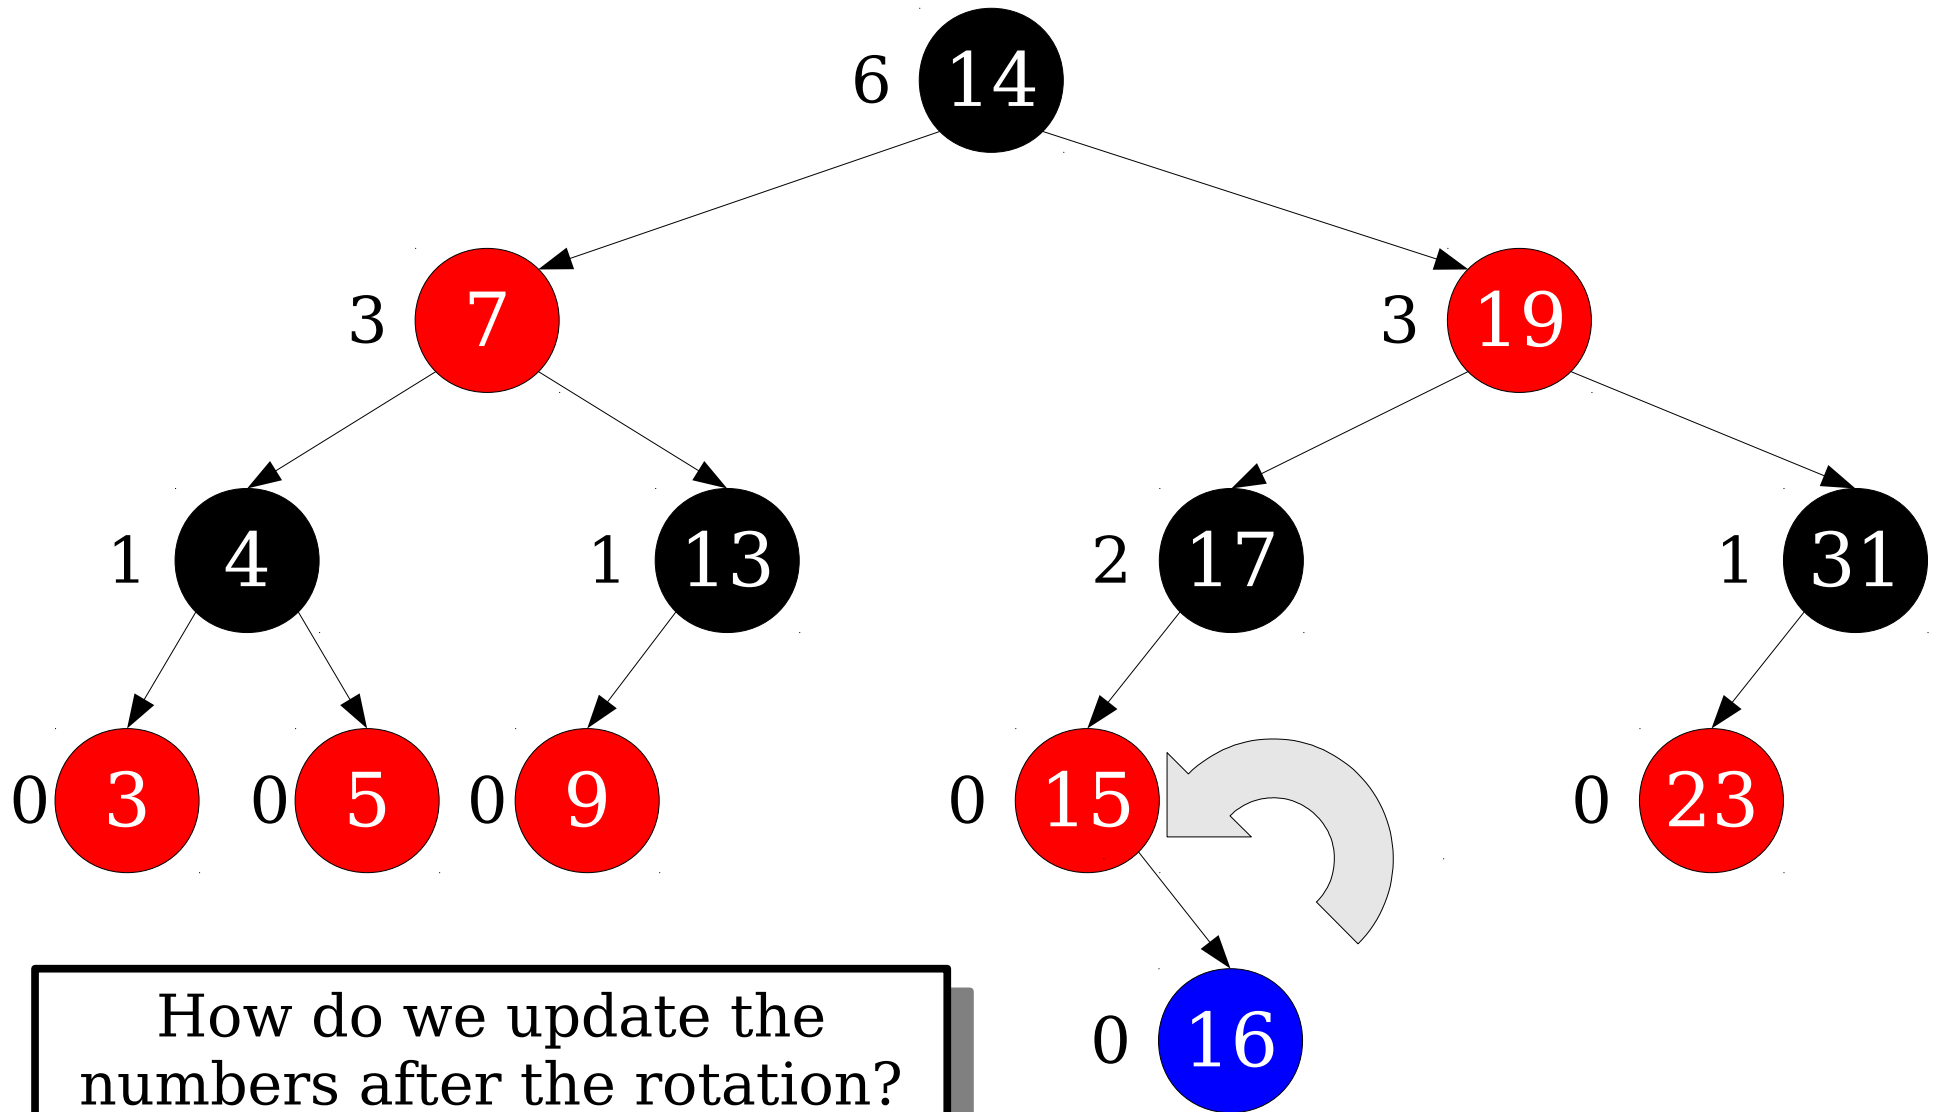 6 14
3 7 3 19
1 4 1 13 2 17 1 31
0 3 0 5 0 9 0 15 0 23
0 16
How do we update the
numbers after the rotation?